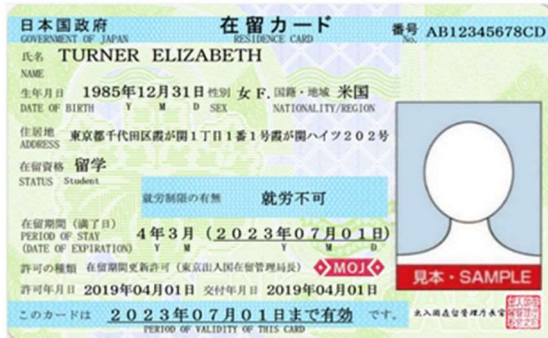 日本国政府 在留カード 番号 AB12345678CD
GOVERNMENT OF JAPAN RESIDENCE CARD No.
氏名 TURNER ELIZABETH
NAME
生年月日 1985年12月31日 性別 女 F. 国籍・地域 米国
DATE OF BIRTH Y M D SEX NATIONALITY/REGION
住居地 東京都千代田区霞が関1丁目1番1号霞が関ハイツ202号
ADDRESS
在留資格 留学
STATUS Student
就労制限の有無 就労不可
在留期間(満了日) 4年3月(2023年07月01日)
PERIOD OF STAY
(DATE OF EXPIRATION) Y M Y M D
許可の種類 在留期間更新許可(東京出入国在留管理局長) MOJ
見本・SAMPLE
許可年月日 2019年04月01日 交付年月日 2019年04月01日
このカードは 2023年07月01日まで有効 です。
PERIOD OF VALIDITY OF THIS CARD